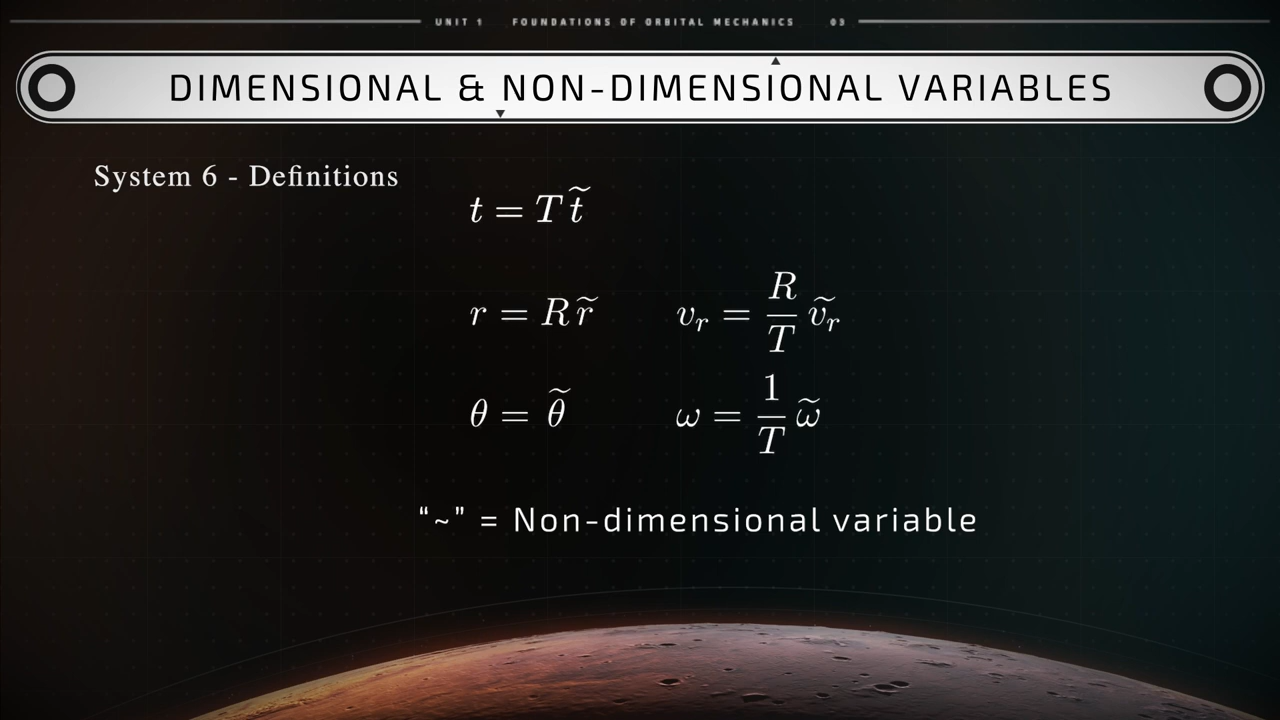 UNIT 1 FOUNDATIONS OF ORBITAL MECHANICS 03
DIMENSIONAL & NON-DIMENSIONAL VARIABLES
System 6 - Definitions
t = T t̃
r = R r̃ v_r = R/T ṽ_r
θ = θ̃ ω = 1/T ω̃
“~” = Non-dimensional variable